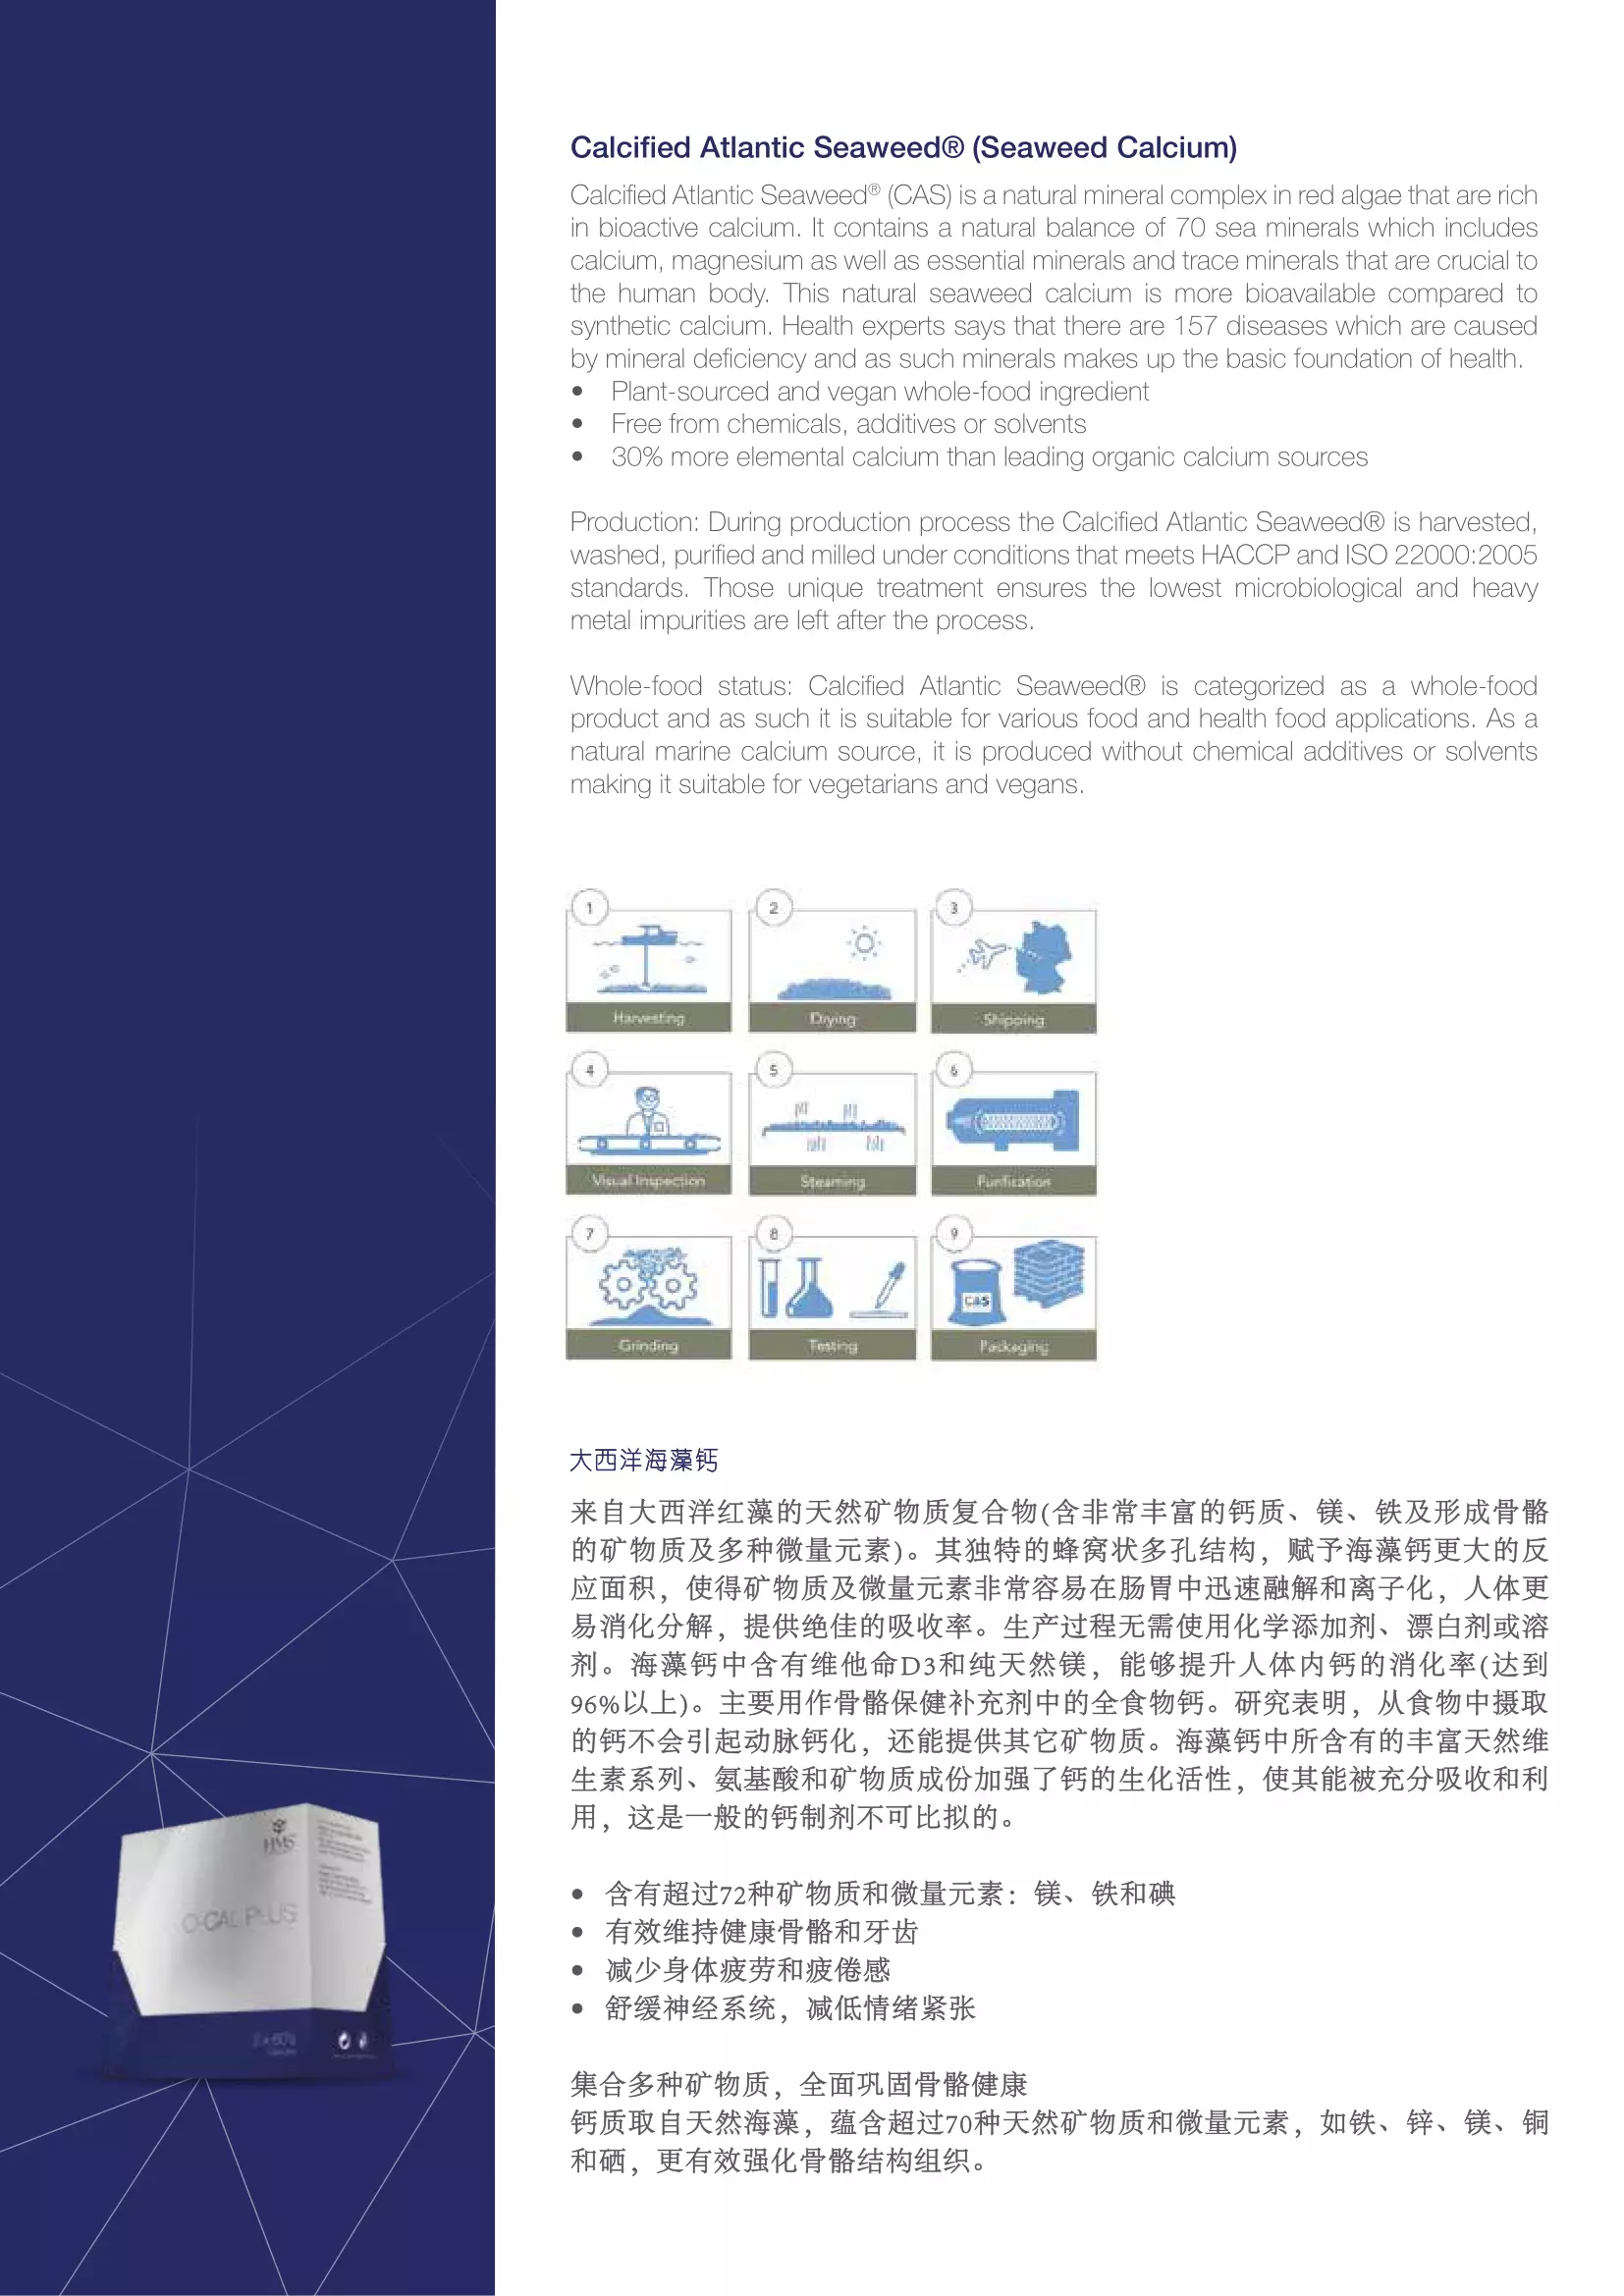 Calcified Atlantic Seaweed® (Seaweed Calcium)
Calcified Atlantic Seaweed® (CAS) is a natural mineral complex in red algae that are rich
in bioactive calcium. It contains a natural balance of 70 sea minerals which includes
calcium, magnesium as well as essential minerals and trace minerals that are crucial to
the human body. This natural seaweed calcium is more bioavailable compared to
synthetic calcium. Health experts says that there are 157 diseases which are caused
by mineral deficiency and as such minerals makes up the basic foundation of health.
• Plant-sourced and vegan whole-food ingredient
• Free from chemicals, additives or solvents
• 30% more elemental calcium than leading organic calcium sources
Production: During production process the Calcified Atlantic Seaweed® is harvested,
washed, purified and milled under conditions that meets HACCP and ISO 22000:2005
standards. Those unique treatment ensures the lowest microbiological and heavy
metal impurities are left after the process.
Whole-food status: Calcified Atlantic Seaweed® is categorized as a whole-food
product and as such it is suitable for various food and health food applications. As a
natural marine calcium source, it is produced without chemical additives or solvents
making it suitable for vegetarians and vegans.
1
Harvesting
2
Drying
3
Shipping
4
Visual Inspection
5
Steaming
6
Purification
7
Grinding
8
Testing
9
cas
Packaging
大西洋海藻钙
来自大西洋红藻的天然矿物质复合物(含非常丰富的钙质、镁、铁及形成骨骼
的矿物质及多种微量元素)。其独特的蜂窝状多孔结构，赋予海藻钙更大的反
应面积，使得矿物质及微量元素非常容易在肠胃中迅速融解和离子化，人体更
易消化分解，提供绝佳的吸收率。生产过程无需使用化学添加剂、漂白剂或溶
剂。海藻钙中含有维他命D3和纯天然镁，能够提升人体内钙的消化率(达到
96%以上)。主要用作骨骼保健补充剂中的全食物钙。研究表明，从食物中摄取
的钙不会引起动脉钙化，还能提供其它矿物质。海藻钙中所含有的丰富天然维
生素系列、氨基酸和矿物质成份加强了钙的生化活性，使其能被充分吸收和利
用，这是一般的钙制剂不可比拟的。
• 含有超过72种矿物质和微量元素：镁、铁和碘
• 有效维持健康骨骼和牙齿
• 减少身体疲劳和疲倦感
• 舒缓神经系统，减低情绪紧张
集合多种矿物质，全面巩固骨骼健康
钙质取自天然海藻，蕴含超过70种天然矿物质和微量元素，如铁、锌、镁、铜
和硒，更有效强化骨骼结构组织。
HMS
O-CAL PLUS